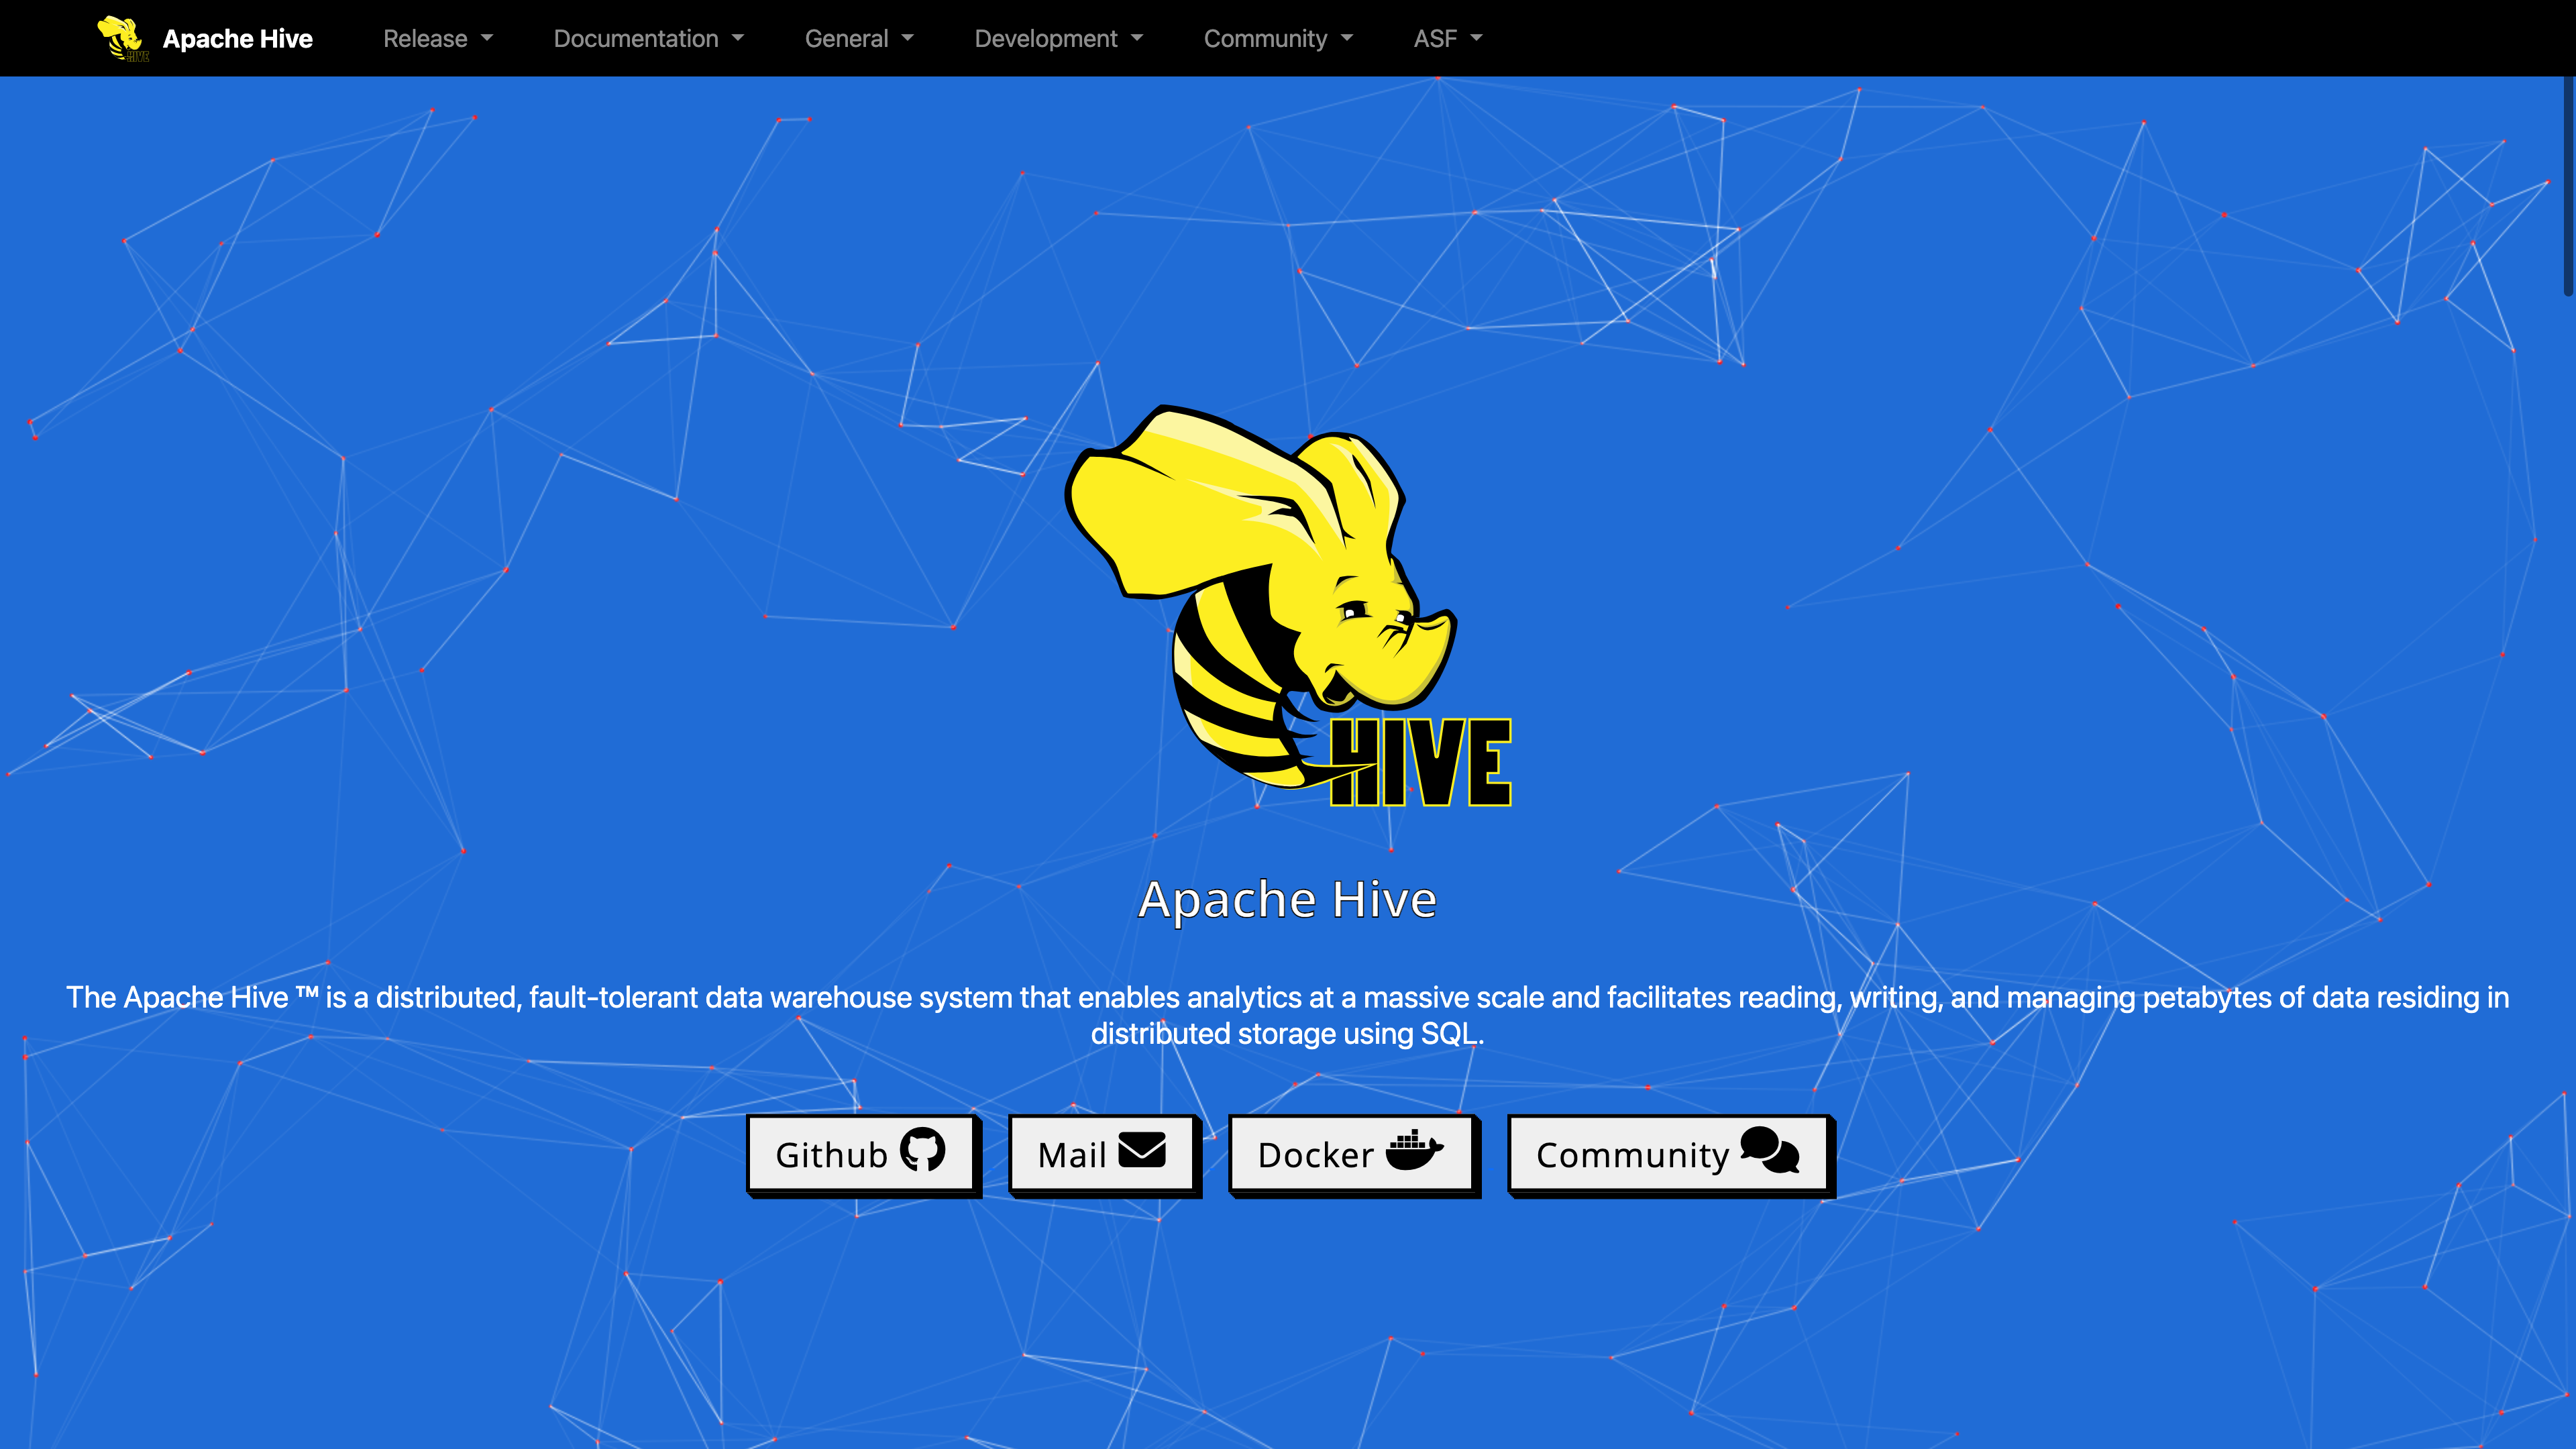 Apache Hive Release Documentation General Development Community ASF
HIVE
Apache Hive
The Apache Hive ™ is a distributed, fault-tolerant data warehouse system that enables analytics at a massive scale and facilitates reading, writing, and managing petabytes of data residing in
distributed storage using SQL.
Github Mail Docker Community